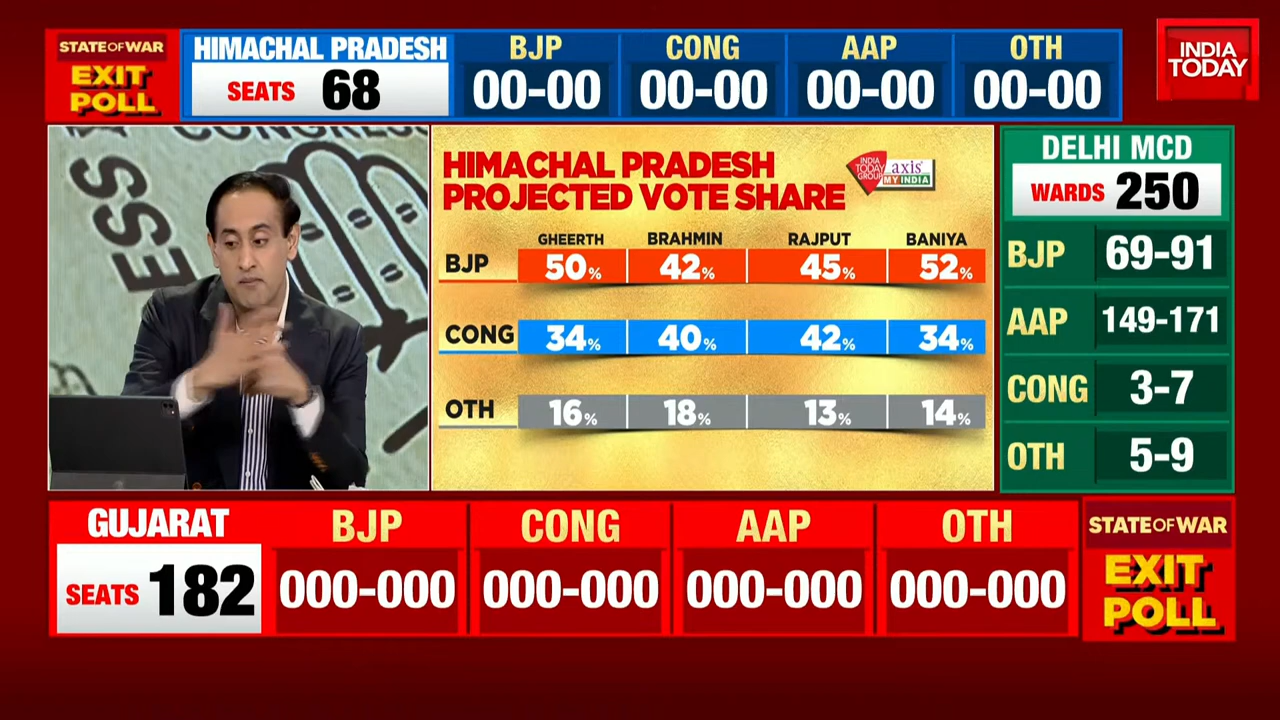 STATE OF WAR
EXIT
POLL
HIMACHAL PRADESH
SEATS 68
BJP CONG AAP OTH
00-00 00-00 00-00 00-00
INDIA
TODAY
ESS
CONGRESS
HIMACHAL PRADESH
PROJECTED VOTE SHARE
INDIA
TODAY
GROUP
axis
MY INDIA
GHEERTH BRAHMIN RAJPUT BANIYA
BJP 50% 42% 45% 52%
CONG 34% 40% 42% 34%
OTH 16% 18% 13% 14%
DELHI MCD
WARDS 250
BJP 69-91
AAP 149-171
CONG 3-7
OTH 5-9
GUJARAT
SEATS 182
BJP CONG AAP OTH
000-000 000-000 000-000 000-000
STATE OF WAR
EXIT
POLL